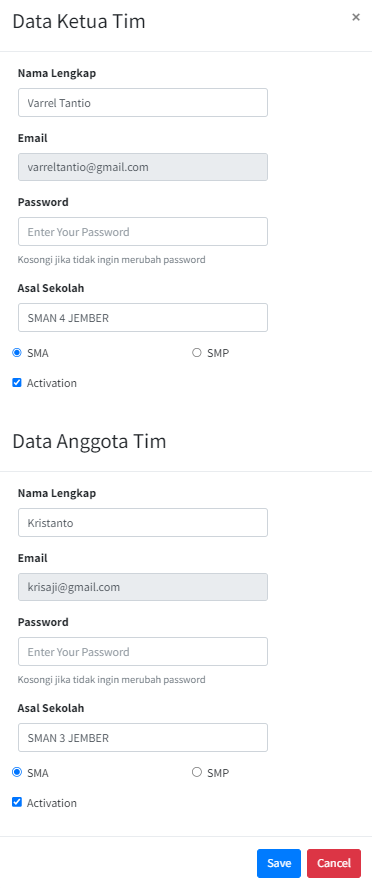 Data Ketua Tim ×
Nama Lengkap
Varrel Tantio
Email
varreltantio@gmail.com
Password
Enter Your Password
Kosongi jika tidak ingin merubah password
Asal Sekolah
SMAN 4 JEMBER
SMA SMP
Activation
Data Anggota Tim
Nama Lengkap
Kristanto
Email
krisaji@gmail.com
Password
Enter Your Password
Kosongi jika tidak ingin merubah password
Asal Sekolah
SMAN 3 JEMBER
SMA SMP
Activation
Save Cancel